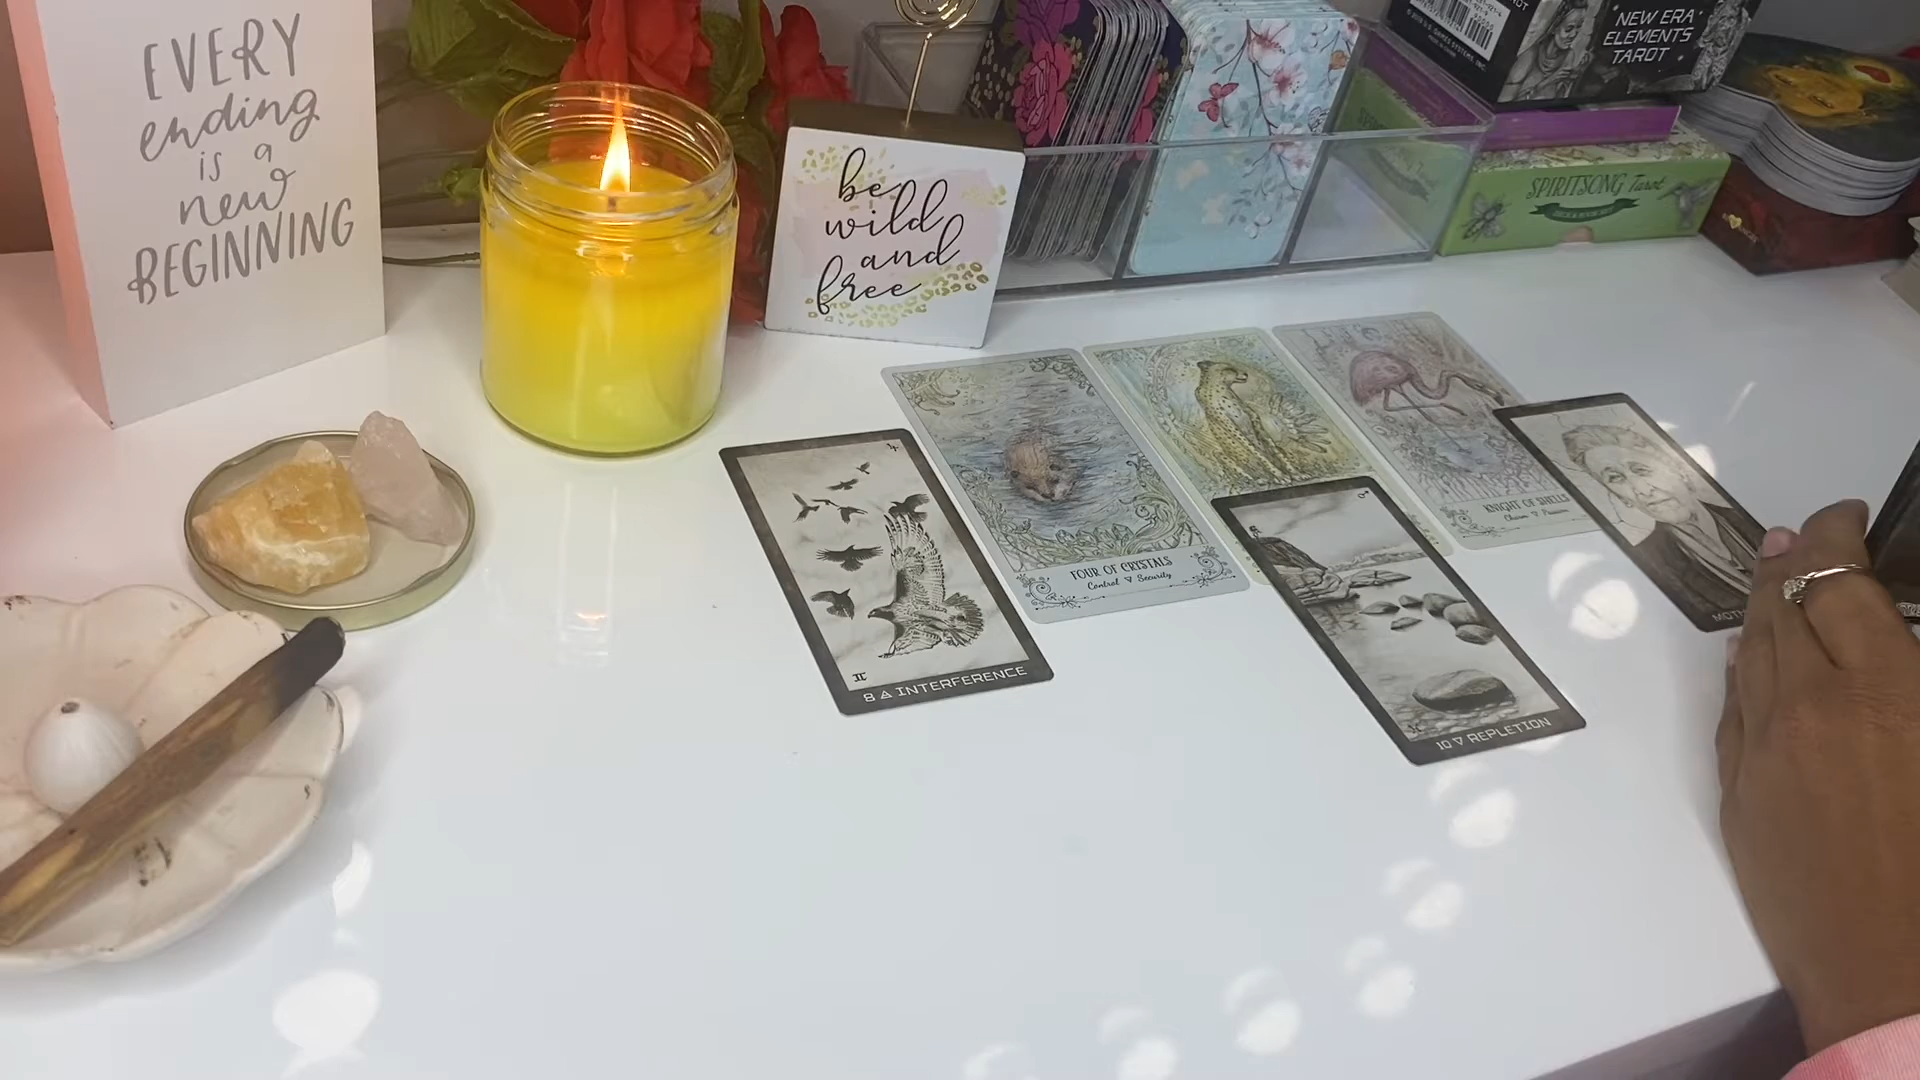 EVERY
ending
is a
new
BEGINNING
be
wild
and
free
TAROT
NEW ERA
ELEMENTS
TAROT
SPIRITSONG Tarot
FOUR OF CRYSTALS
Control ▽ Security
KNIGHT OF SHELLS
8 △ INTERFERENCE
10 ▽ REPLETION